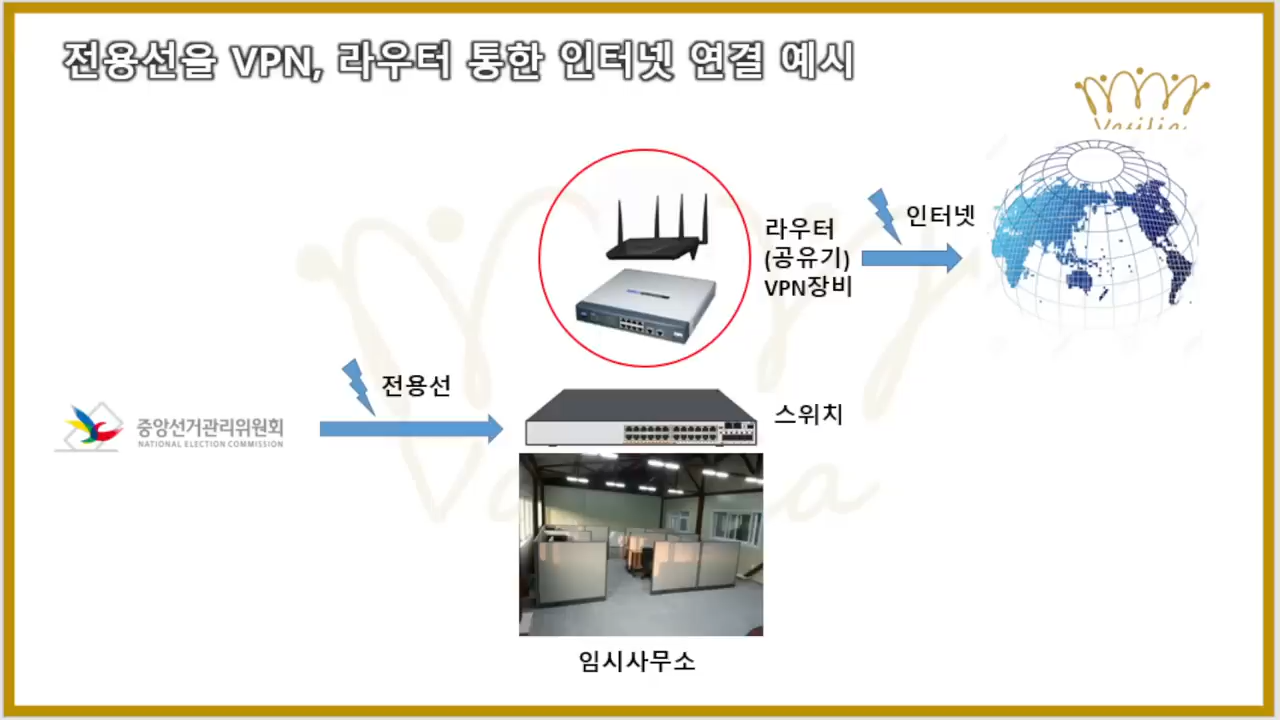 전용선을 VPN, 라우터 통한 인터넷 연결 예시
Vasilia
라우터
(공유기)
VPN장비
인터넷
전용선
중앙선거관리위원회
NATIONAL ELECTION COMMISSION
스위치
임시사무소